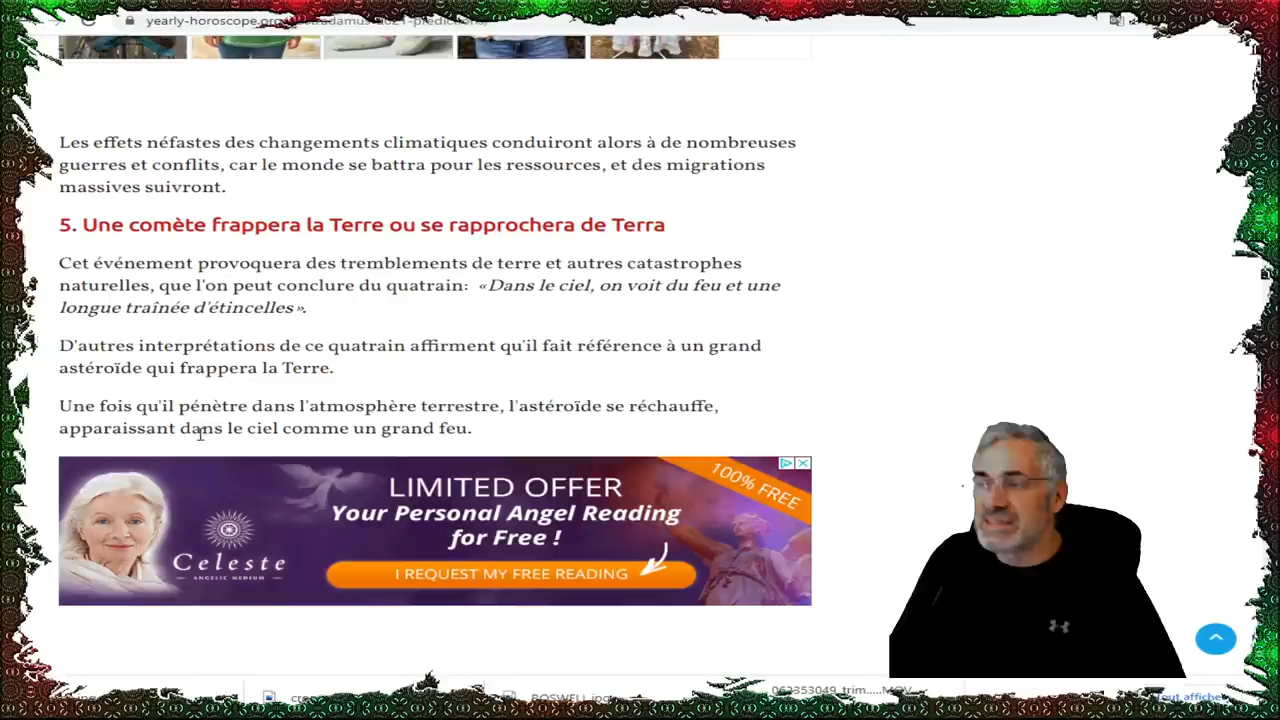 yearly-horoscope.org
Les effets néfastes des changements climatiques conduiront alors à de nombreuses
guerres et conflits, car le monde se battra pour les ressources, et des migrations
massives suivront.
5. Une comète frappera la Terre ou se rapprochera de Terra
Cet événement provoquera des tremblements de terre et autres catastrophes
naturelles, que l'on peut conclure du quatrain: «Dans le ciel, on voit du feu et une
longue traînée d'étincelles».
D'autres interprétations de ce quatrain affirment qu'il fait référence à un grand
astéroïde qui frappera la Terre.
Une fois qu'il pénètre dans l'atmosphère terrestre, l'astéroïde se réchauffe,
apparaissant dans le ciel comme un grand feu.
LIMITED OFFER
100% FREE
Your Personal Angel Reading
for Free !
Celeste
ANGELIC MEDIUM
I REQUEST MY FREE READING